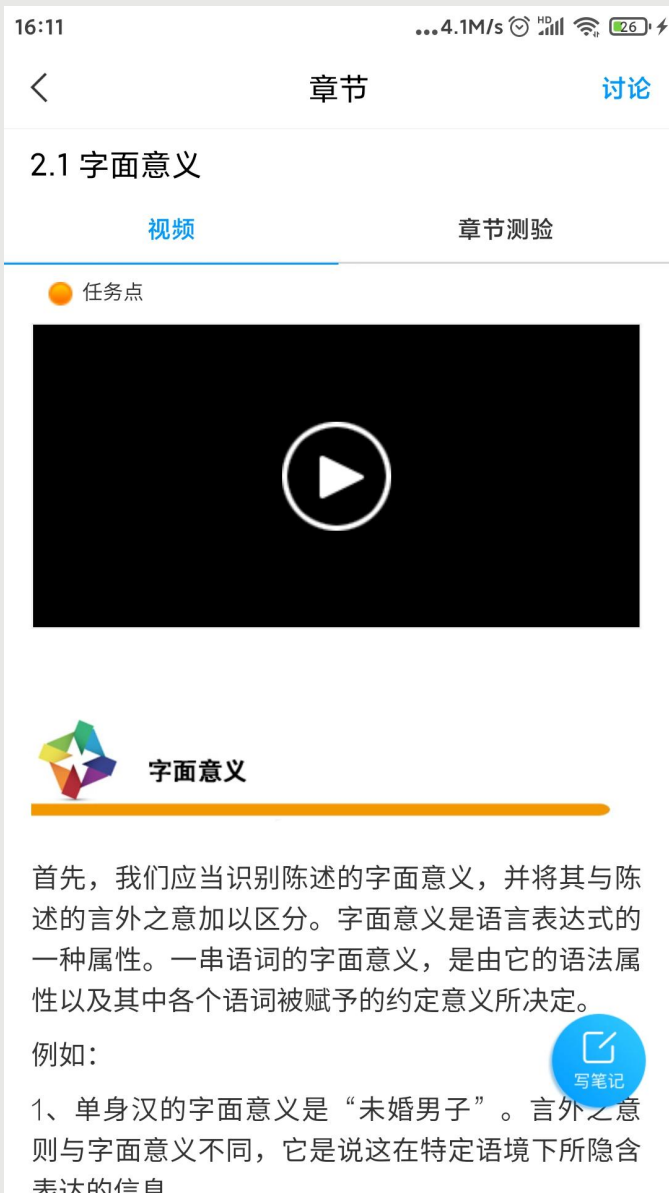 16:11
...4.1M/s HD 26
章节
讨论
2.1 字面意义
视频
章节测验
任务点
字面意义
首先，我们应当识别陈述的字面意义，并将其与陈
述的言外之意加以区分。字面意义是语言表达式的
一种属性。一串语词的字面意义，是由它的语法属
性以及其中各个语词被赋予的约定意义所决定。
例如：
写笔记
1、单身汉的字面意义是“未婚男子”。言外之意
则与字面意义不同，它是说这在特定语境下所隐含
表达的信息